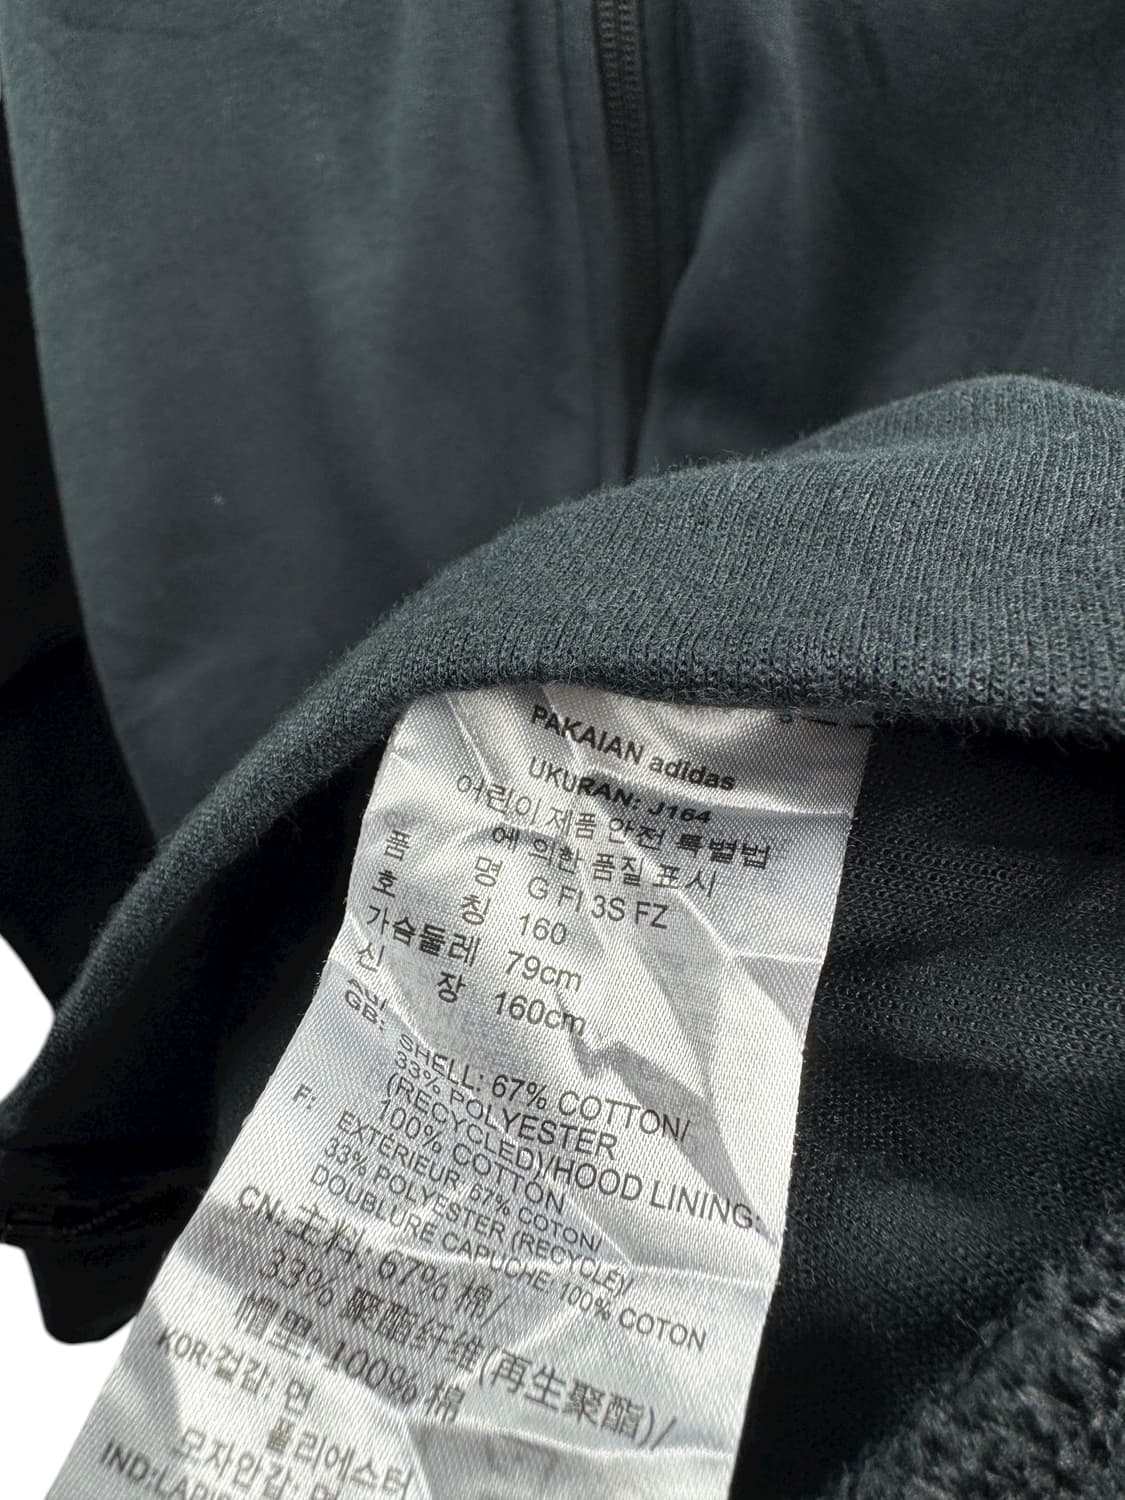 PAKAIAN adidas
UKURAN: J164
어린이 제품 안전 특별법
에 의한 품질 표시
품 명 G FI 3S FZ
호 칭 160
가슴둘레 79cm
신 장 160cm
GB: SHELL: 67% COTTON/
33% POLYESTER
(RECYCLED)/HOOD LINING:
100% COTTON
F: EXTÉRIEUR: 67% COTON/
33% POLYESTER (RECYCLÉ)/
DOUBLURE CAPUCHE: 100% COTON
CN: 主料: 67% 棉/
33% 聚酯纤维(再生聚酯)/
帽里: 100% 棉
KOR:겉감: 면
폴리에스터
모자안감: 면